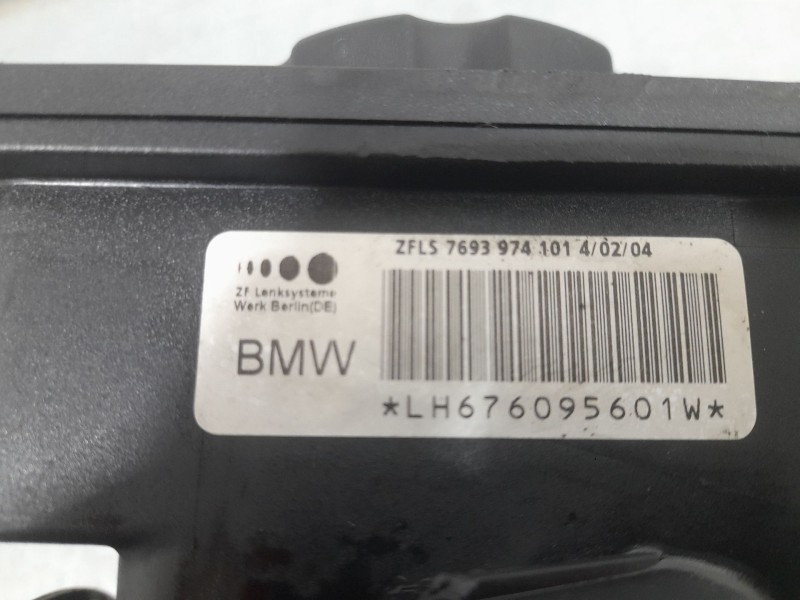 ZFLS 7693 974 101 4/02/04
ZF Lenksysteme
Werk Berlin(DE)
BMW
*LH676095601W*